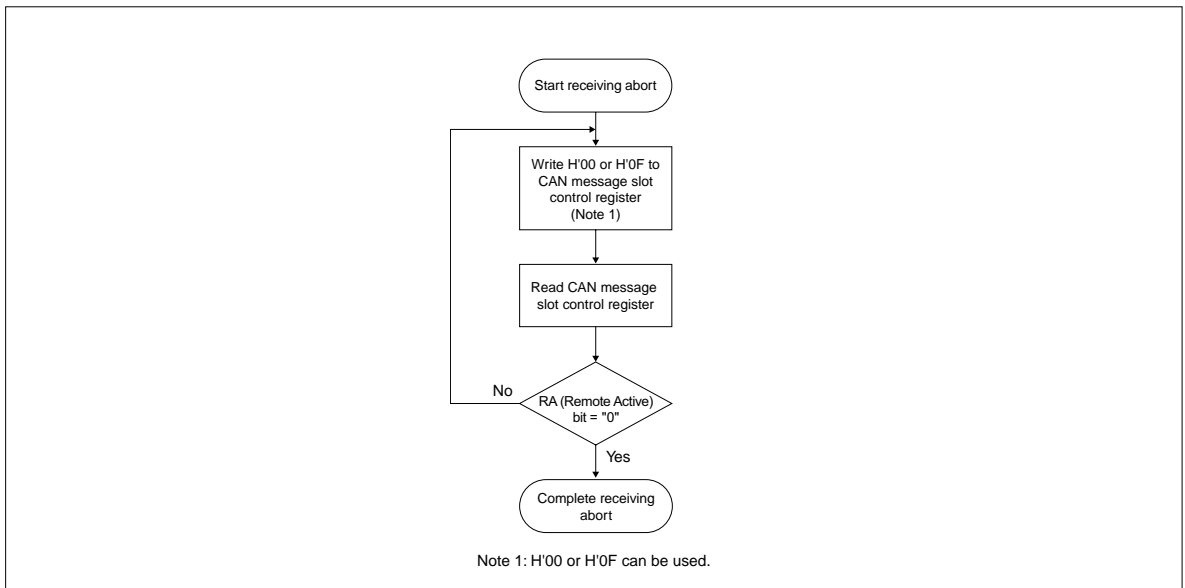 Start receiving abort
Write H'00 or H'0F to
CAN message slot
control register
(Note 1)
Read CAN message
slot control register
No
RA (Remote Active)
bit = "0"
Yes
Complete receiving
abort
Note 1: H'00 or H'0F can be used.